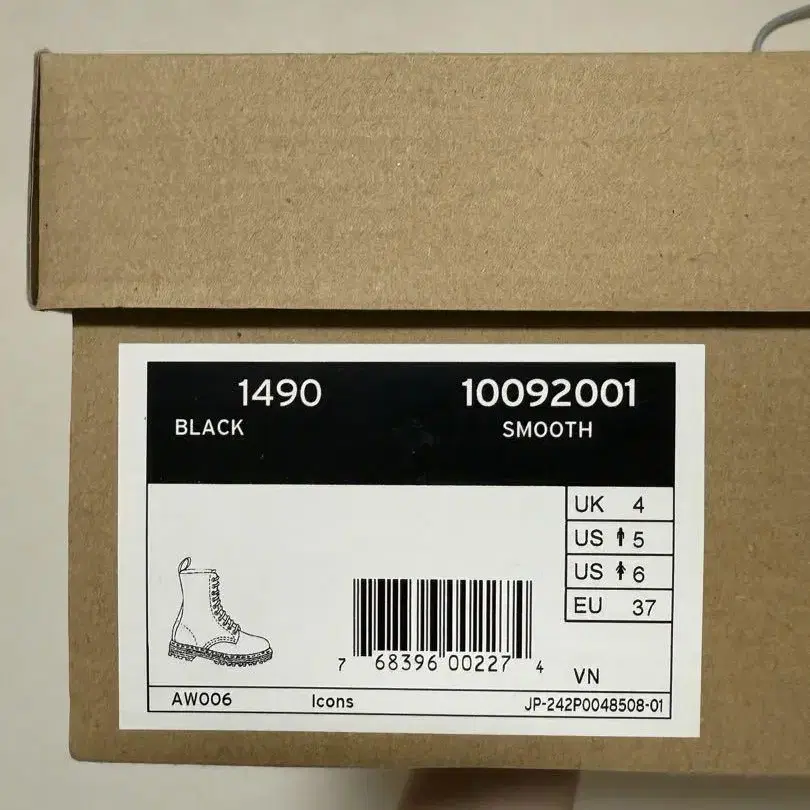 1490 10092001
BLACK SMOOTH
UK 4
US 5
US 6
EU 37
7 68396 00227 4
VN
AW006 Icons JP-242P0048508-01